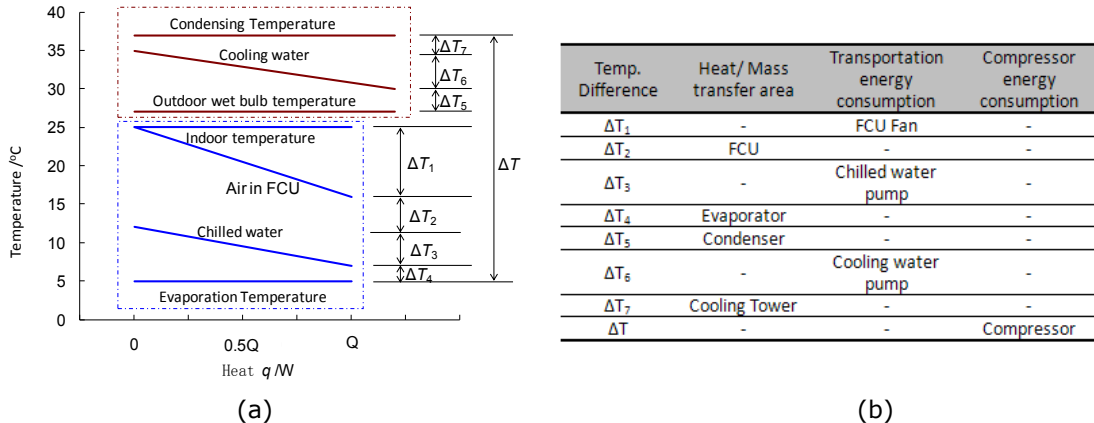 40
35
30
25
20
15
10
5
0
Temperature /°C
Condensing Temperature
Cooling water
Outdoor wet bulb temperature
Indoor temperature
Air in FCU
Chilled water
Evaporation Temperature
ΔT7
ΔT6
ΔT5
ΔT1
ΔT
ΔT2
ΔT3
ΔT4
0
0.5Q
Q
Heat q /W
(a)
Temp. Difference Heat/ Mass transfer area Transportation energy consumption Compressor energy consumption
ΔT1 - FCU Fan -
ΔT2 FCU - -
ΔT3 - Chilled water pump -
ΔT4 Evaporator - -
ΔT5 Condenser - -
ΔT6 - Cooling water pump -
ΔT7 Cooling Tower - -
ΔT - - Compressor
(b)